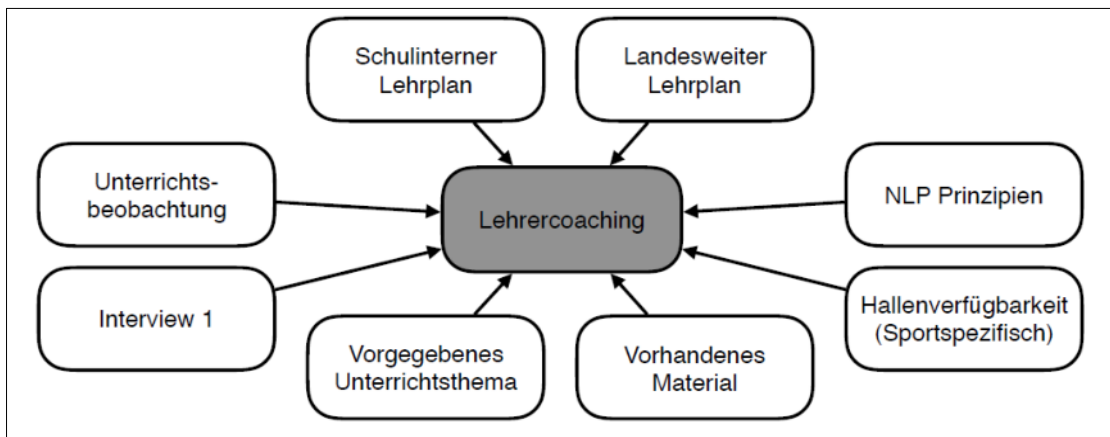 Schulinterner
Lehrplan
Landesweiter
Lehrplan
Unterrichts-
beobachtung
Lehrercoaching
NLP Prinzipien
Interview 1
Hallenverfügbarkeit
(Sportspezifisch)
Vorgegebenes
Unterrichtsthema
Vorhandenes
Material